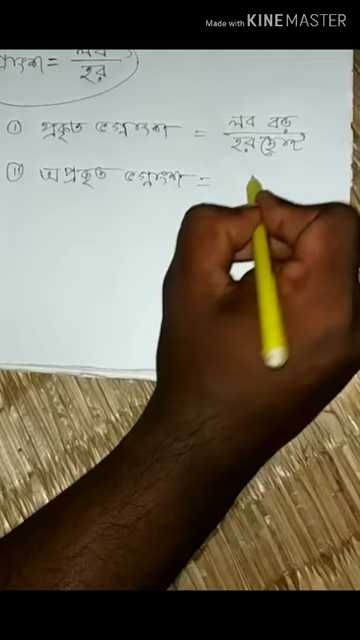 Made with KINEMASTER
ভগ্নাংশ = লব
হর
(i) প্রকৃত ভগ্নাংশ = লব বড়
হর ছোট
(ii) অপ্রকৃত ভগ্নাংশ =